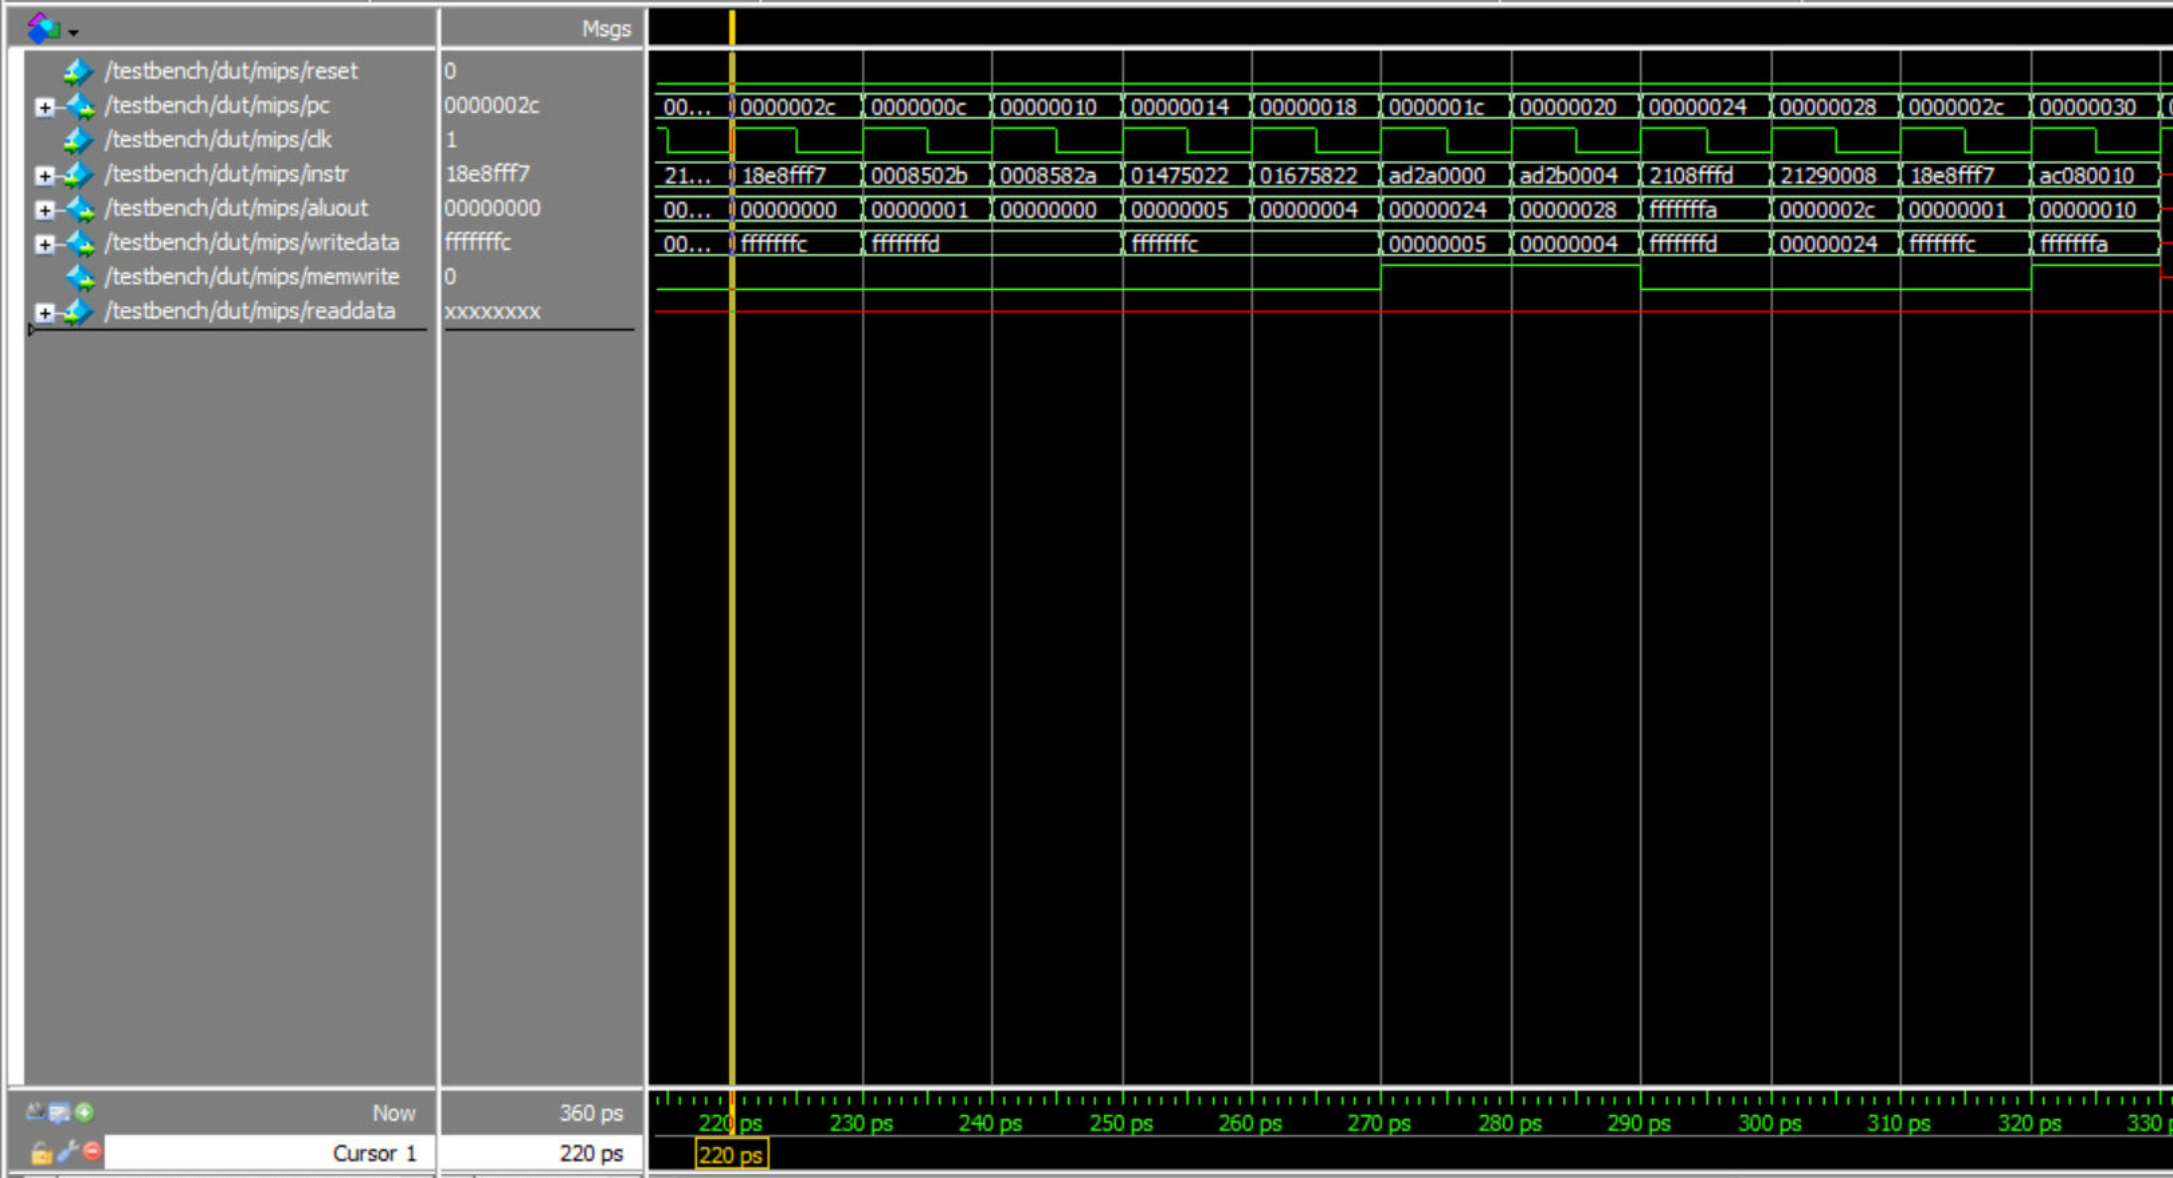 Msgs
/testbench/dut/mips/reset 0
/testbench/dut/mips/pc 0000002c 00... 0000002c 0000000c 00000010 00000014 00000018 0000001c 00000020 00000024 00000028 0000002c 00000030
/testbench/dut/mips/clk 1
/testbench/dut/mips/instr 18e8fff7 21... 18e8fff7 0008502b 0008582a 01475022 01675822 ad2a0000 ad2b0004 2108fffd 21290008 18e8fff7 ac080010
/testbench/dut/mips/aluout 00000000 00... 00000000 00000001 00000000 00000005 00000004 00000024 00000028 fffffffa 0000002c 00000001 00000010
/testbench/dut/mips/writedata fffffffc 00... fffffffc fffffffd fffffffc 00000005 00000004 fffffffd 00000024 fffffffc fffffffa
/testbench/dut/mips/memwrite 0
/testbench/dut/mips/readdata xxxxxxxx
Now 360 ps
220 ps 230 ps 240 ps 250 ps 260 ps 270 ps 280 ps 290 ps 300 ps 310 ps 320 ps 330
Cursor 1 220 ps 220 ps